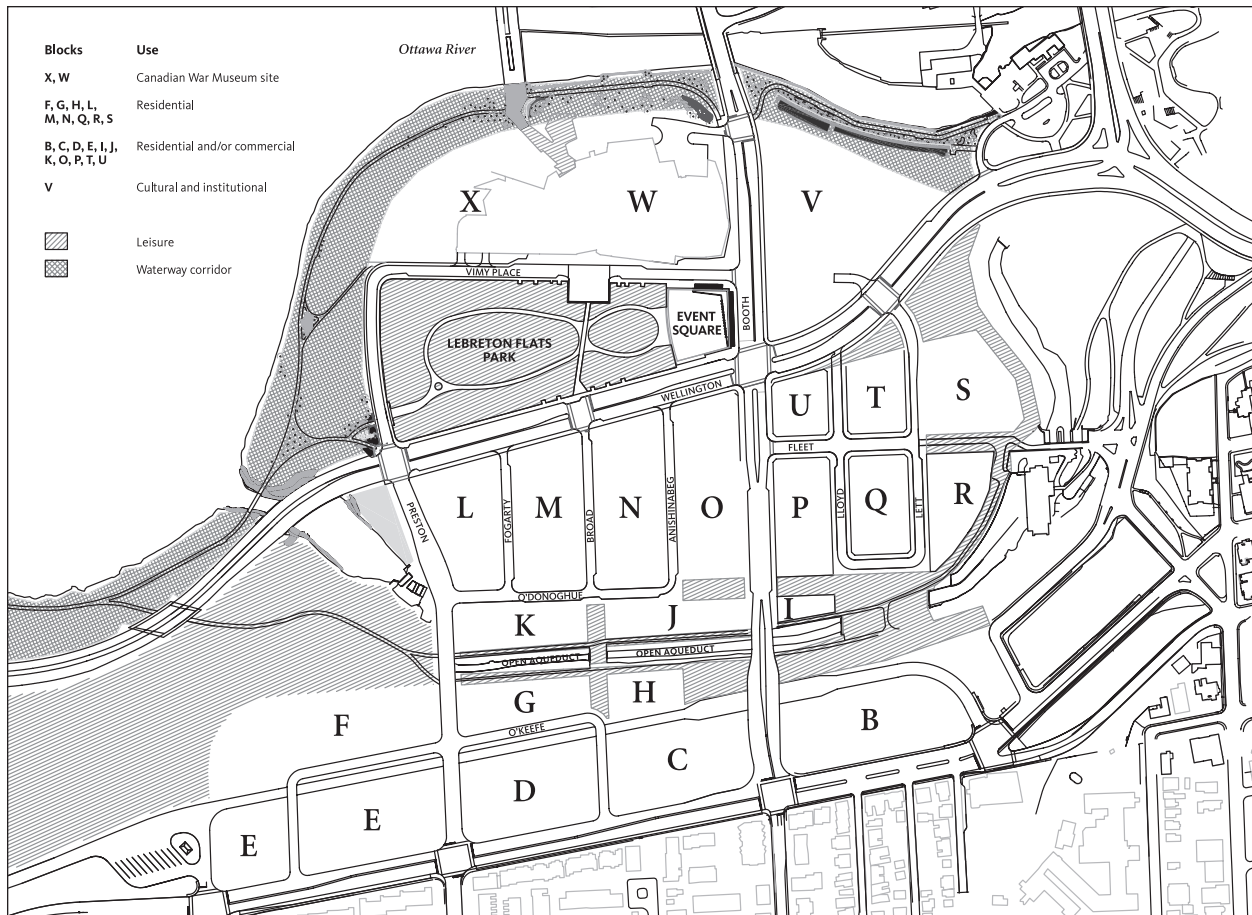 Blocks Use
X, W Canadian War Museum site
F, G, H, L, Residential
M, N, Q, R, S
B, C, D, E, I, J, Residential and/or commercial
K, O, P, T, U
V Cultural and institutional
Leisure
Waterway corridor
Ottawa River
X
W
V
VIMY PLACE
BOOTH
EVENT
SQUARE
LEBRETON FLATS
PARK
WELLINGTON
U
T
S
FLEET
L
M
N
O
P
Q
R
PRESTON
FOGARTY
BROAD
ANISHINABEG
LLOYD
LETT
O'DONOGHUE
K
J
I
OPEN AQUEDUCT
OPEN AQUEDUCT
G
H
F
O'KEEFE
B
C
D
E
E